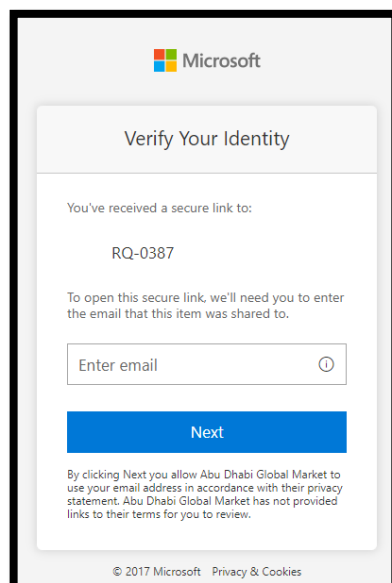 Microsoft
Verify Your Identity
You've received a secure link to:
RQ-0387
To open this secure link, we'll need you to enter
the email that this item was shared to.
Enter email
Next
By clicking Next you allow Abu Dhabi Global Market to
use your email address in accordance with their privacy
statement. Abu Dhabi Global Market has not provided
links to their terms for you to review.
© 2017 Microsoft Privacy & Cookies